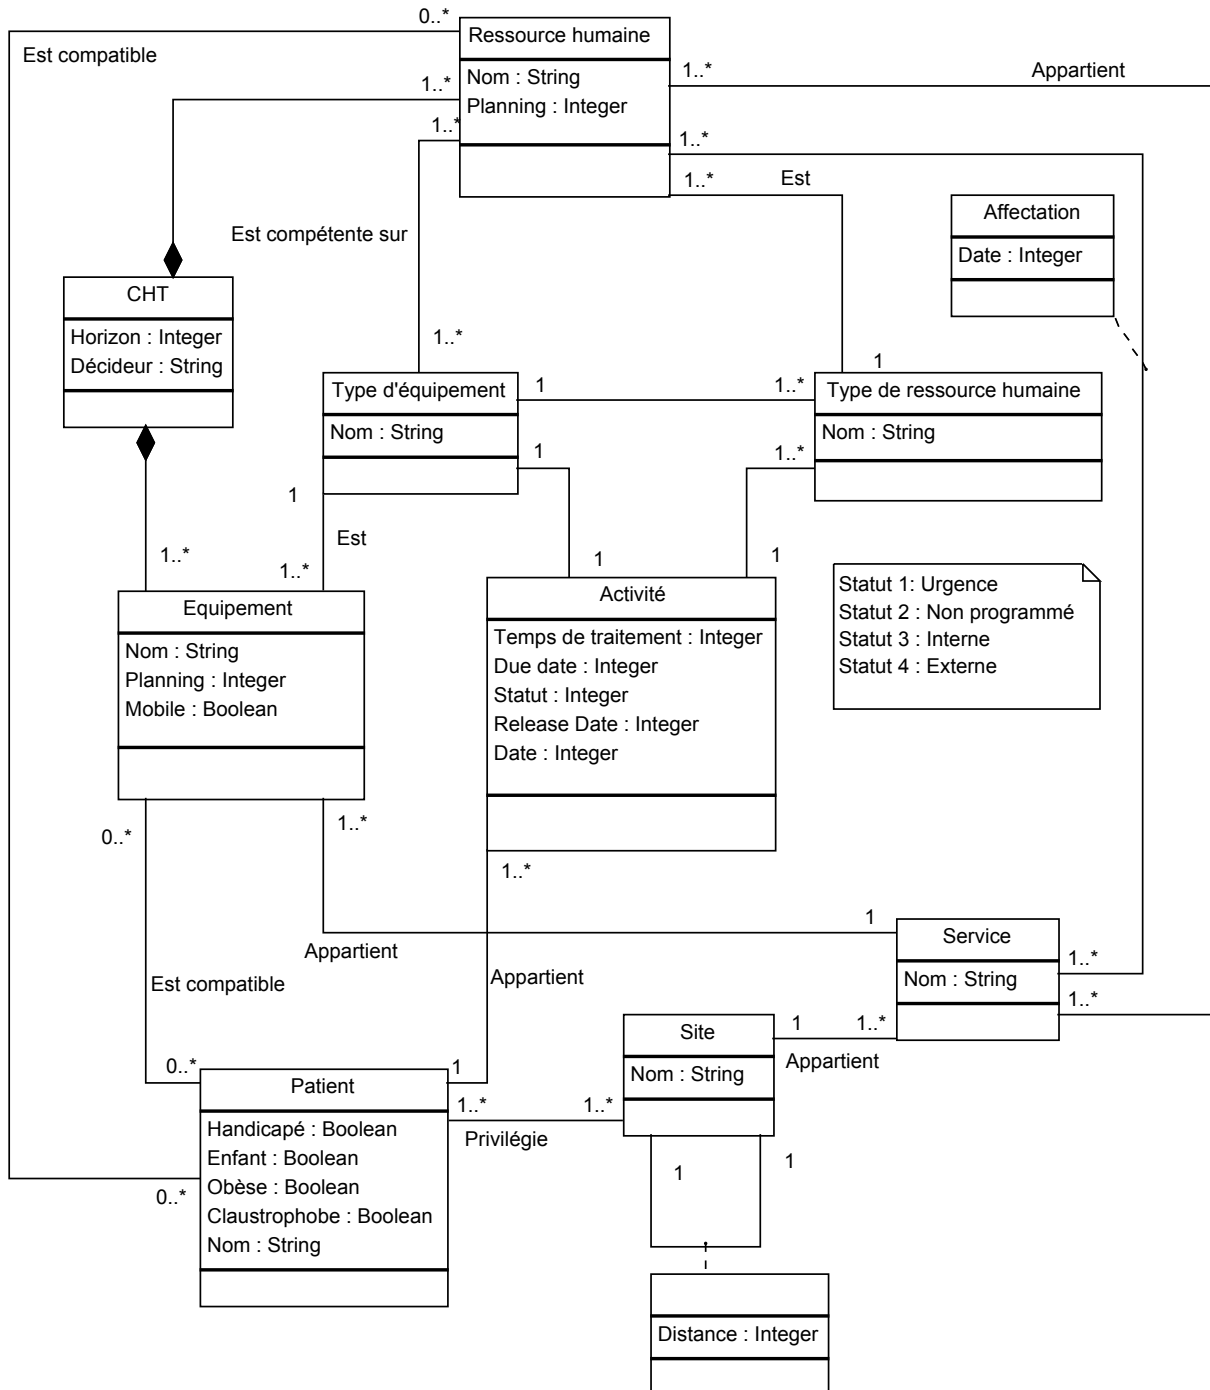 0..*
Ressource humaine
Est compatible
1..*
Nom : String
Planning : Integer
1..*
Appartient
1..*
1..*
1..*
Est
Affectation
Date : Integer
Est compétente sur
CHT
Horizon : Integer
Décideur : String
1..*
1
Type d'équipement
Nom : String
1
1..*
Type de ressource humaine
Nom : String
1
1..*
1
Est
1..*
1..*
1
1
Equipement
Nom : String
Planning : Integer
Mobile : Boolean
Activité
Temps de traitement : Integer
Due date : Integer
Statut : Integer
Release Date : Integer
Date : Integer
Statut 1: Urgence
Statut 2 : Non programmé
Statut 3 : Interne
Statut 4 : Externe
0..*
1..*
1..*
1
Appartient
Service
Nom : String
1..*
1..*
Est compatible
Appartient
Site
Nom : String
1
1..*
Appartient
0..*
1
Patient
1..*
1..*
Privilégie
Handicapé : Boolean
Enfant : Boolean
Obèse : Boolean
Claustrophobe : Boolean
Nom : String
0..*
1
1
Distance : Integer